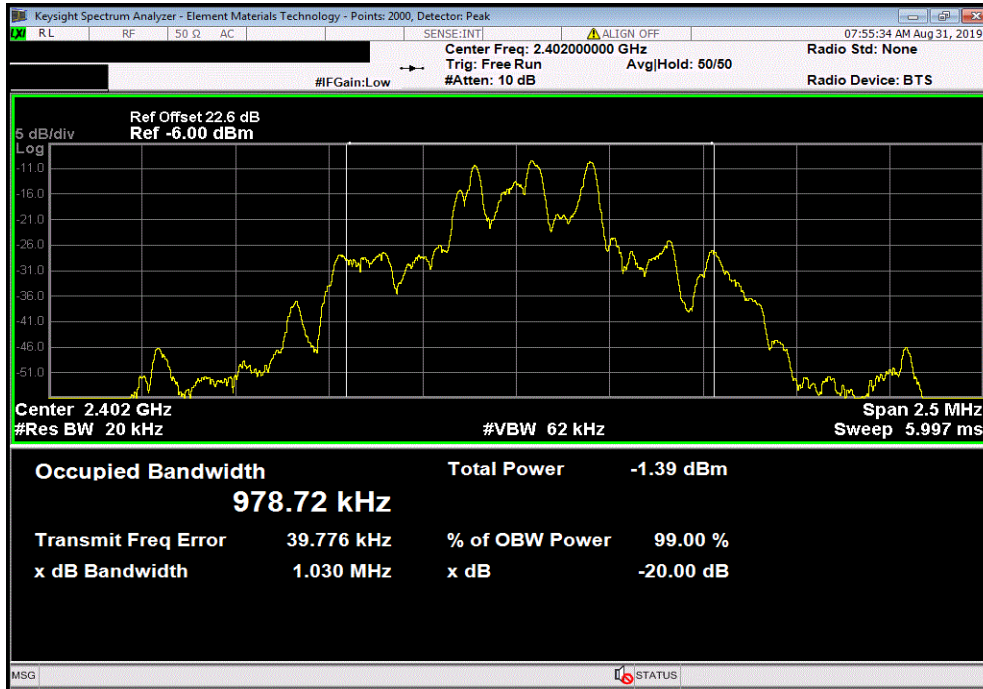 Keysight Spectrum Analyzer - Element Materials Technology - Points: 2000, Detector: Peak
LXI RL RF 50 Ω AC SENSE:INT ALIGN OFF 07:55:34 AM Aug 31, 2019
Center Freq: 2.402000000 GHz Radio Std: None
Trig: Free Run Avg|Hold: 50/50
#IFGain:Low #Atten: 10 dB Radio Device: BTS
Ref Offset 22.6 dB
5 dB/div Ref -6.00 dBm
Log
-11.0
-16.0
-21.0
-26.0
-31.0
-36.0
-41.0
-46.0
-51.0
Center 2.402 GHz Span 2.5 MHz
#Res BW 20 kHz #VBW 62 kHz Sweep 5.997 ms
Occupied Bandwidth Total Power -1.39 dBm
978.72 kHz
Transmit Freq Error 39.776 kHz % of OBW Power 99.00 %
x dB Bandwidth 1.030 MHz x dB -20.00 dB
MSG STATUS